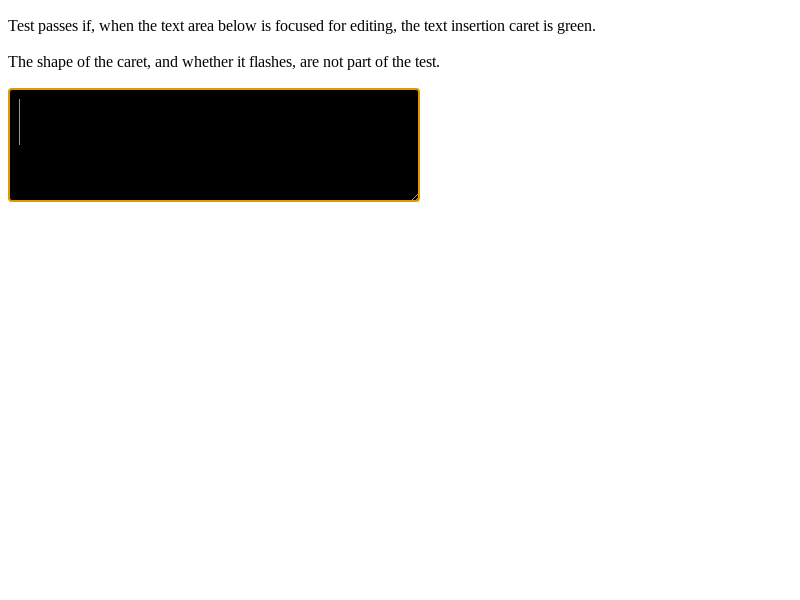 Test passes if, when the text area below is focused for editing, the text insertion caret is green.
The shape of the caret, and whether it flashes, are not part of the test.